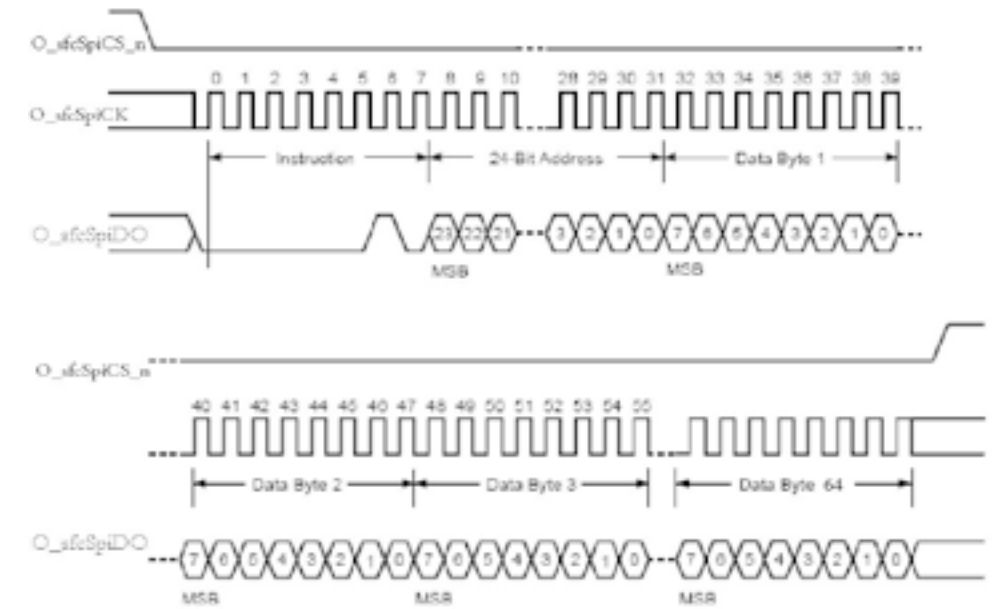 O_sfcSpiCS_n
0 1 2 3 4 5 6 7 8 9 10 28 29 30 31 32 33 34 35 36 37 38 39
O_sfcSpiCK
Instruction 24-Bit Address Data Byte 1
O_sfcSpiDO 23 22 21 3 2 1 0 7 6 5 4 3 2 1 0
MSB MSB
O_sfcSpiCS_n
40 41 42 43 44 45 46 47 48 49 50 51 52 53 54 55
Data Byte 2 Data Byte 3 Data Byte 64
O_sfcSpiDO 7 6 5 4 3 2 1 0 7 6 5 4 3 2 1 0 7 6 5 4 3 2 1 0
MSB MSB MSB